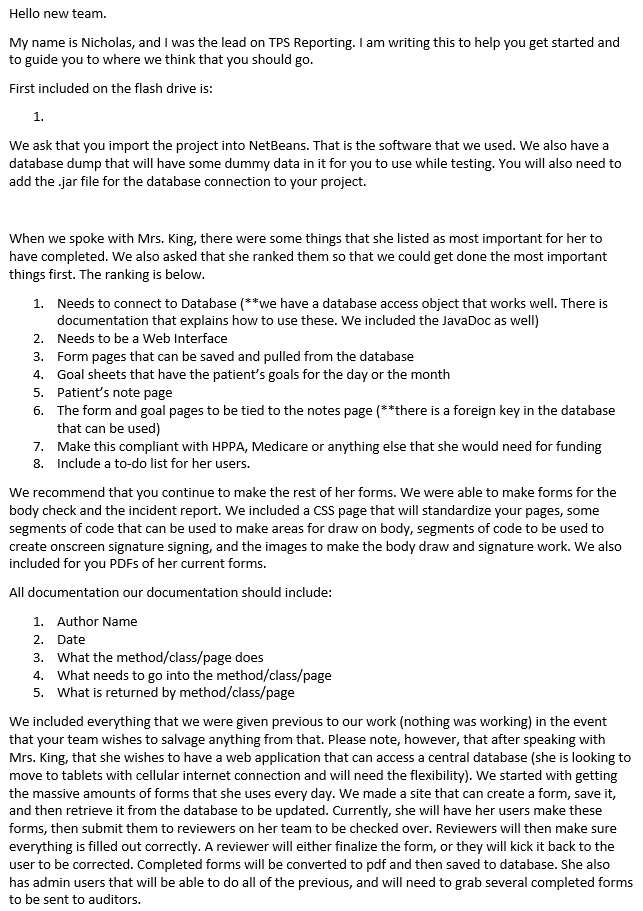 Hello new team.
My name is Nicholas, and I was the lead on TPS Reporting. I am writing this to help you get started and
to guide you to where we think that you should go.
First included on the flash drive is:
1.
We ask that you import the project into NetBeans. That is the software that we used. We also have a
database dump that will have some dummy data in it for you to use while testing. You will also need to
add the .jar file for the database connection to your project.
When we spoke with Mrs. King, there were some things that she listed as most important for her to
have completed. We also asked that she ranked them so that we could get done the most important
things first. The ranking is below.
1. Needs to connect to Database (**we have a database access object that works well. There is
documentation that explains how to use these. We included the JavaDoc as well)
2. Needs to be a Web Interface
3. Form pages that can be saved and pulled from the database
4. Goal sheets that have the patient's goals for the day or the month
5. Patient's note page
6. The form and goal pages to be tied to the notes page (**there is a foreign key in the database
that can be used)
7. Make this compliant with HPPA, Medicare or anything else that she would need for funding
8. Include a to-do list for her users.
We recommend that you continue to make the rest of her forms. We were able to make forms for the
body check and the incident report. We included a CSS page that will standardize your pages, some
segments of code that can be used to make areas for draw on body, segments of code to be used to
create onscreen signature signing, and the images to make the body draw and signature work. We also
included for you PDFs of her current forms.
All documentation our documentation should include:
1. Author Name
2. Date
3. What the method/class/page does
4. What needs to go into the method/class/page
5. What is returned by method/class/page
We included everything that we were given previous to our work (nothing was working) in the event
that your team wishes to salvage anything from that. Please note, however, that after speaking with
Mrs. King, that she wishes to have a web application that can access a central database (she is looking to
move to tablets with cellular internet connection and will need the flexibility). We started with getting
the massive amounts of forms that she uses every day. We made a site that can create a form, save it,
and then retrieve it from the database to be updated. Currently, she will have her users make these
forms, then submit them to reviewers on her team to be checked over. Reviewers will then make sure
everything is filled out correctly. A reviewer will either finalize the form, or they will kick it back to the
user to be corrected. Completed forms will be converted to pdf and then saved to database. She also
has admin users that will be able to do all of the previous, and will need to grab several completed forms
to be sent to auditors.